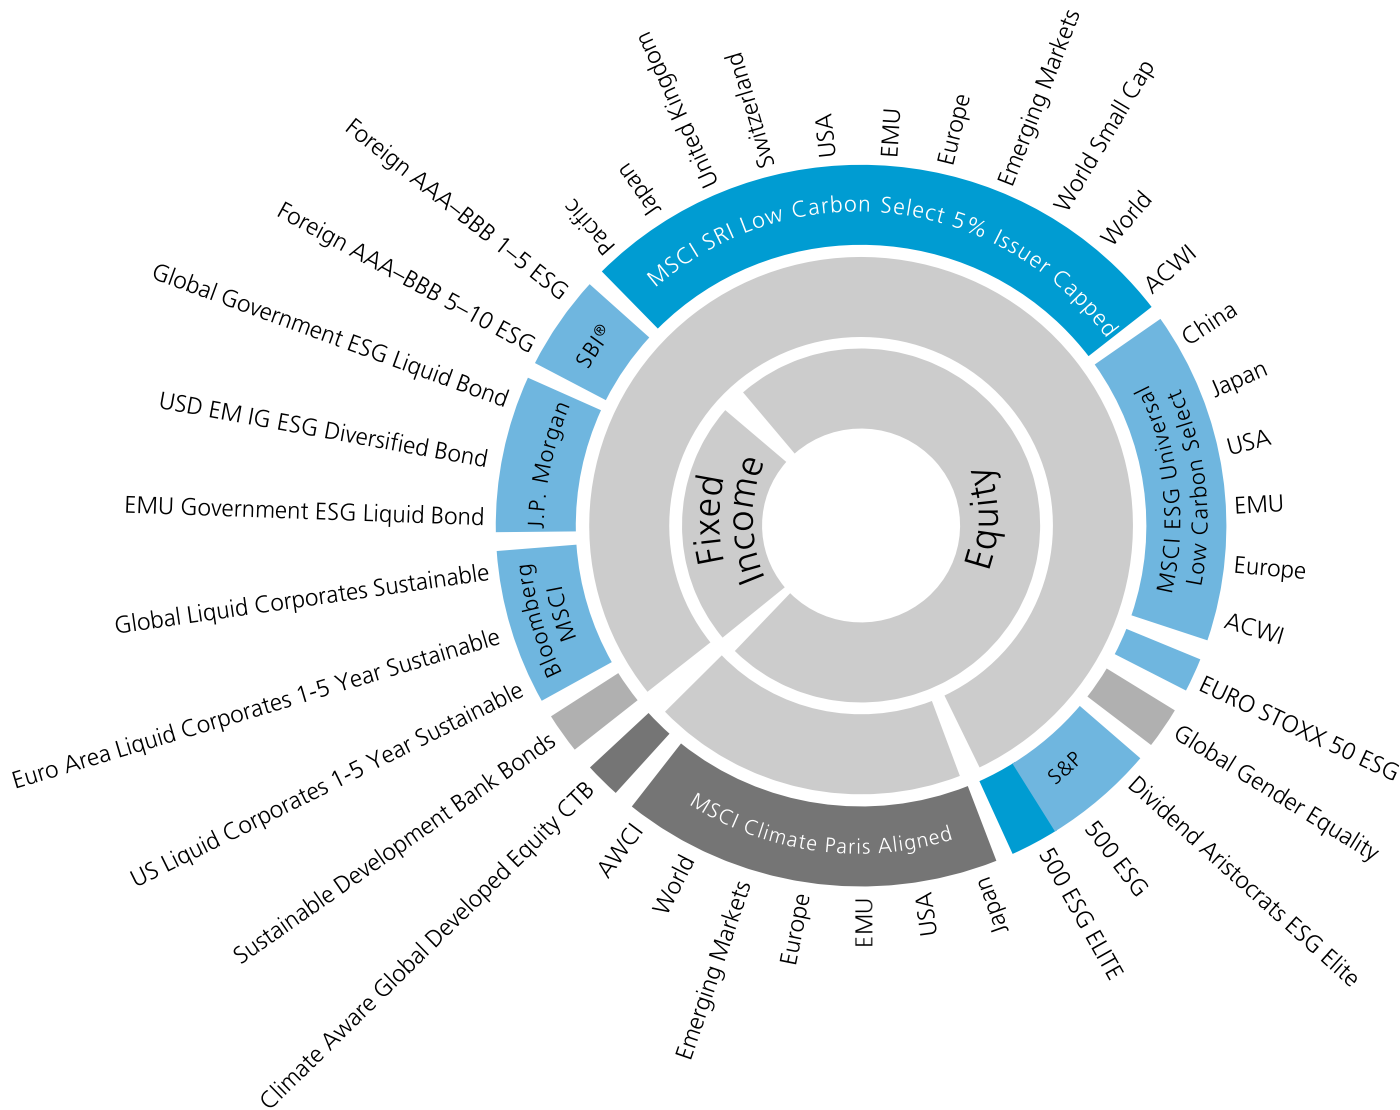 Fixed
Income
Equity
MSCI SRI Low Carbon Select 5% Issuer Capped
Pacific
Japan
United Kingdom
Switzerland
USA
EMU
Europe
Emerging Markets
World Small Cap
World
ACWI
MSCI ESG Universal
Low Carbon Select
China
Japan
USA
EMU
Europe
ACWI
EURO STOXX 50 ESG
Global Gender Equality
S&P
Dividend Aristocrats ESG Elite
500 ESG
500 ESG ELITE
MSCI Climate Paris Aligned
Japan
USA
EMU
Europe
Emerging Markets
World
AWCI
Climate Aware Global Developed Equity CTB
Sustainable Development Bank Bonds
Bloomberg
MSCI
US Liquid Corporates 1-5 Year Sustainable
Euro Area Liquid Corporates 1-5 Year Sustainable
Global Liquid Corporates Sustainable
J.P. Morgan
EMU Government ESG Liquid Bond
USD EM IG ESG Diversified Bond
Global Government ESG Liquid Bond
SBI®
Foreign AAA–BBB 5–10 ESG
Foreign AAA–BBB 1–5 ESG